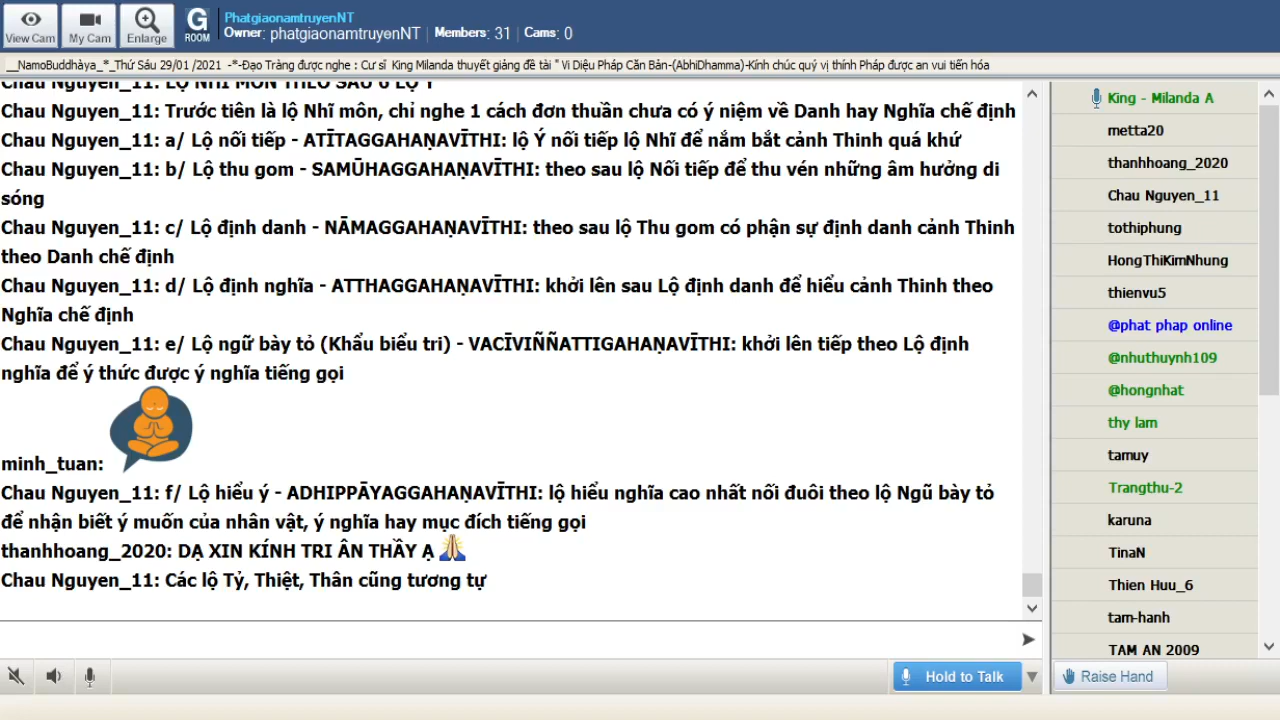 View Cam
My Cam
Enlarge
G
ROOM
PhatgiaonamtruyenNT
Owner: phatgiaonamtruyenNT | Members: 31 | Cams: 0
__NamoBuddhàya_*_Thứ Sáu 29/01 /2021 -*-Đạo Tràng được nghe : Cư sĩ King Milanda thuyết giảng đề tài " Vi Diệu Pháp Căn Bản-(AbhiDhamma)-Kính chúc quý vị thính Pháp được an vui tiến hóa
Chau Nguyen_11: LỘ NHĨ MÔN THEO SAU 6 LỘ Ý
Chau Nguyen_11: Trước tiên là lộ Nhĩ môn, chỉ nghe 1 cách đơn thuần chưa có ý niệm về Danh hay Nghĩa chế định
Chau Nguyen_11: a/ Lộ nối tiếp - ATĪTAGGAHAṆAVĪTHI: lộ Ý nối tiếp lộ Nhĩ để nắm bắt cảnh Thinh quá khứ
Chau Nguyen_11: b/ Lộ thu gom - SAMŪHAGGAHAṆAVĪTHI: theo sau lộ Nối tiếp để thu vén những âm hưởng di
sóng
Chau Nguyen_11: c/ Lộ định danh - NĀMAGGAHAṆAVĪTHI: theo sau lộ Thu gom có phận sự định danh cảnh Thinh
theo Danh chế định
Chau Nguyen_11: d/ Lộ định nghĩa - ATTHAGGAHAṆAVĪTHI: khởi lên sau Lộ định danh để hiểu cảnh Thinh theo
Nghĩa chế định
Chau Nguyen_11: e/ Lộ ngữ bày tỏ (Khẩu biểu tri) - VACĪVIÑÑATTIGAHAṆAVĪTHI: khởi lên tiếp theo Lộ định
nghĩa để ý thức được ý nghĩa tiếng gọi
minh_tuan:
Chau Nguyen_11: f/ Lộ hiểu ý - ADHIPPĀYAGGAHAṆAVĪTHI: lộ hiểu nghĩa cao nhất nối đuôi theo lộ Ngũ bày tỏ
để nhận biết ý muốn của nhân vật, ý nghĩa hay mục đích tiếng gọi
thanhhoang_2020: DẠ XIN KÍNH TRI ÂN THẦY Ạ
Chau Nguyen_11: Các lộ Tỷ, Thiệt, Thân cũng tương tự
King - Milanda A
metta20
thanhhoang_2020
Chau Nguyen_11
tothiphung
HongThiKimNhung
thienvu5
@phat phap online
@nhuthuynh109
@hongnhat
thy lam
tamuy
Trangthu-2
karuna
TinaN
Thien Huu_6
tam-hanh
TAM AN 2009
Hold to Talk
Raise Hand